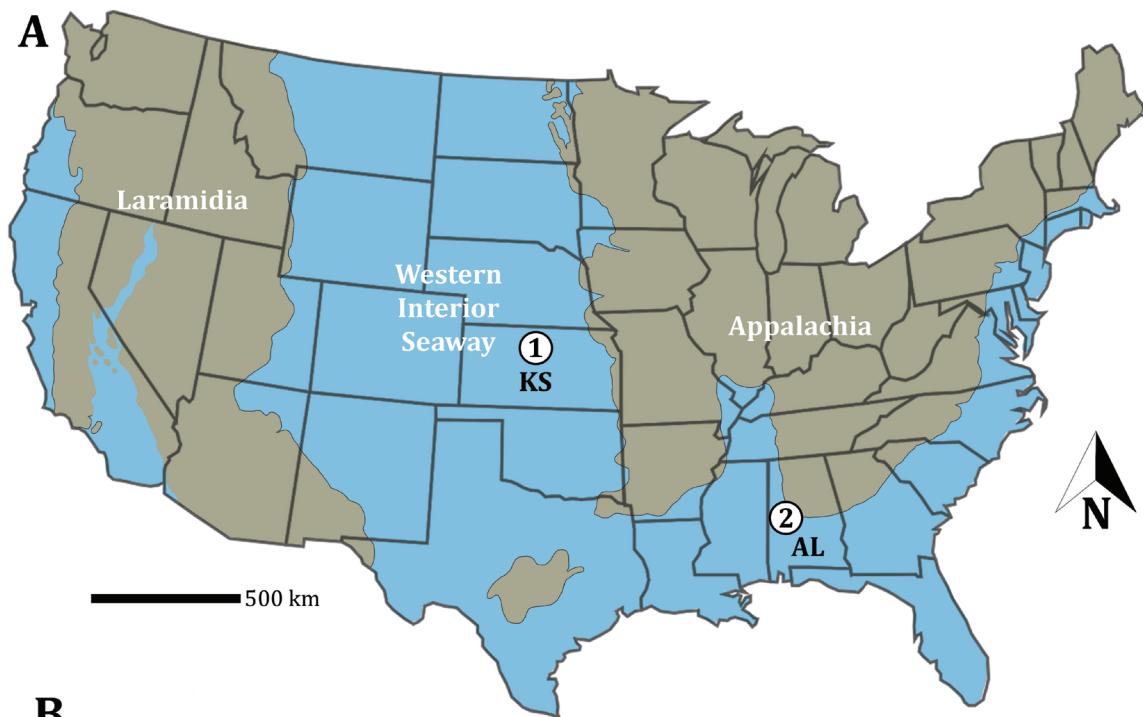 A
Laramidia
Western
Interior
Seaway
Appalachia
1
KS
2
AL
N
500 km
B